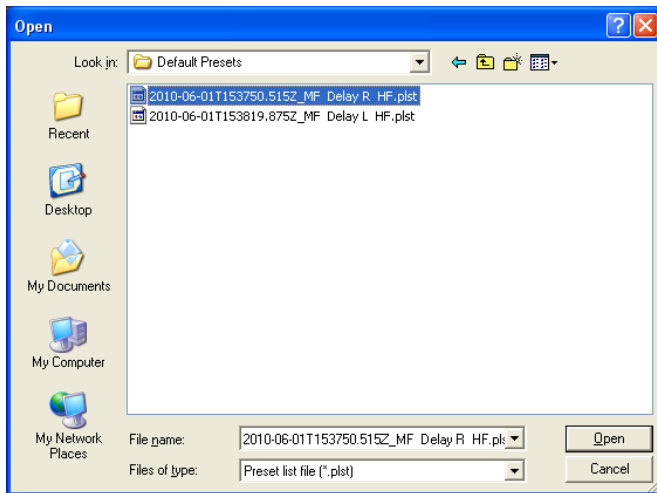 Open
Look in: Default Presets
2010-06-01T153750.515Z_MF Delay R HF.plst
2010-06-01T153819.875Z_MF Delay L HF.plst
Recent
Desktop
My Documents
My Computer
My Network
Places
File name: 2010-06-01T153750.515Z_MF Delay R HF.pl Open
Files of type: Preset list file (*.plst) Cancel